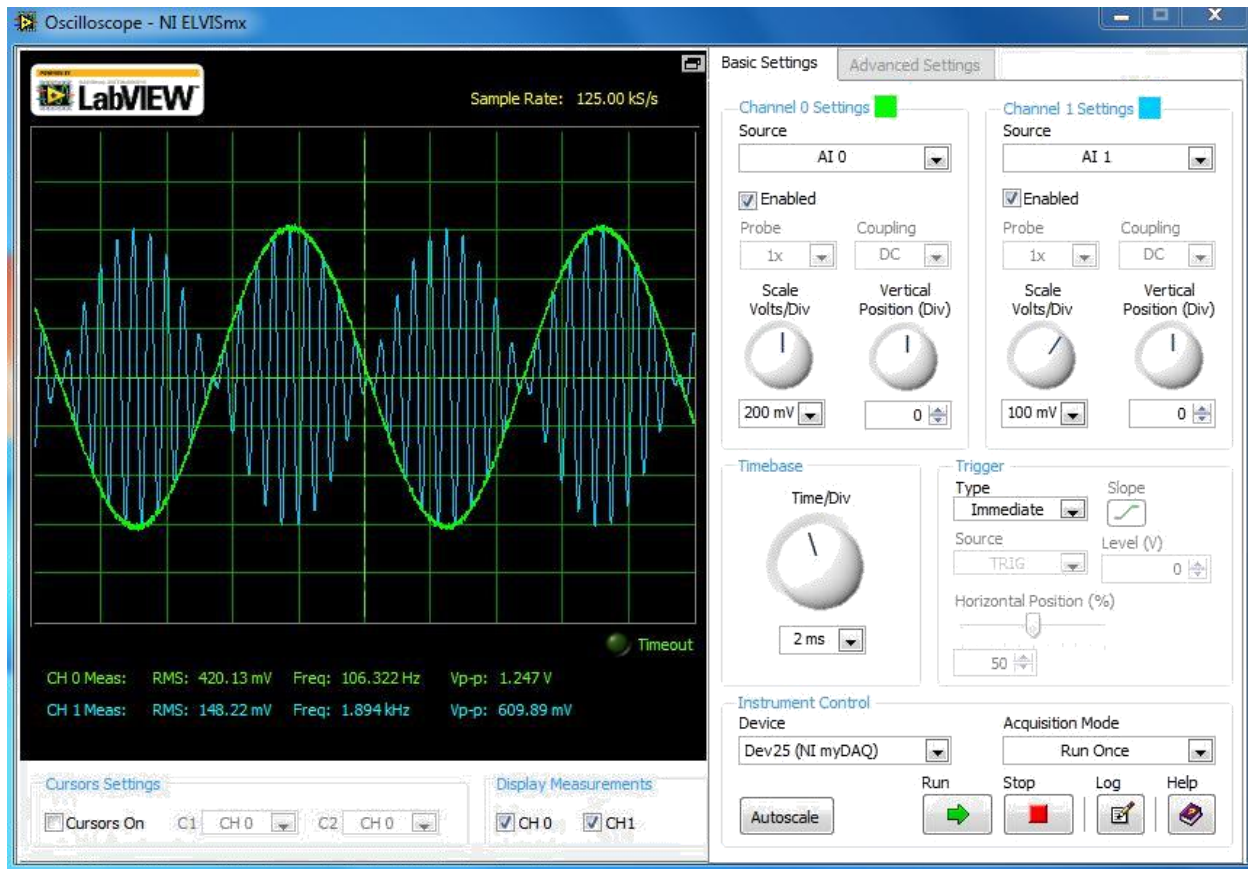 Oscilloscope - NI ELVISmx
POWERED BY
LabVIEW
Sample Rate: 125.00 kS/s
Timeout
CH 0 Meas: RMS: 420.13 mV Freq: 106.322 Hz Vp-p: 1.247 V
CH 1 Meas: RMS: 148.22 mV Freq: 1.894 kHz Vp-p: 609.89 mV
Cursors Settings
Cursors On C1 CH 0 C2 CH 0
Display Measurements
CH 0 CH1
Basic Settings Advanced Settings
Channel 0 Settings
Source
AI 0
Enabled
Probe Coupling
1x DC
Scale Vertical
Volts/Div Position (Div)
200 mV 0
Channel 1 Settings
Source
AI 1
Enabled
Probe Coupling
1x DC
Scale Vertical
Volts/Div Position (Div)
100 mV 0
Timebase
Time/Div
2 ms
Trigger
Type Slope
Immediate
Source Level (V)
TRIG 0
Horizontal Position (%)
50
Instrument Control
Device Acquisition Mode
Dev25 (NI myDAQ) Run Once
Run Stop Log Help
Autoscale